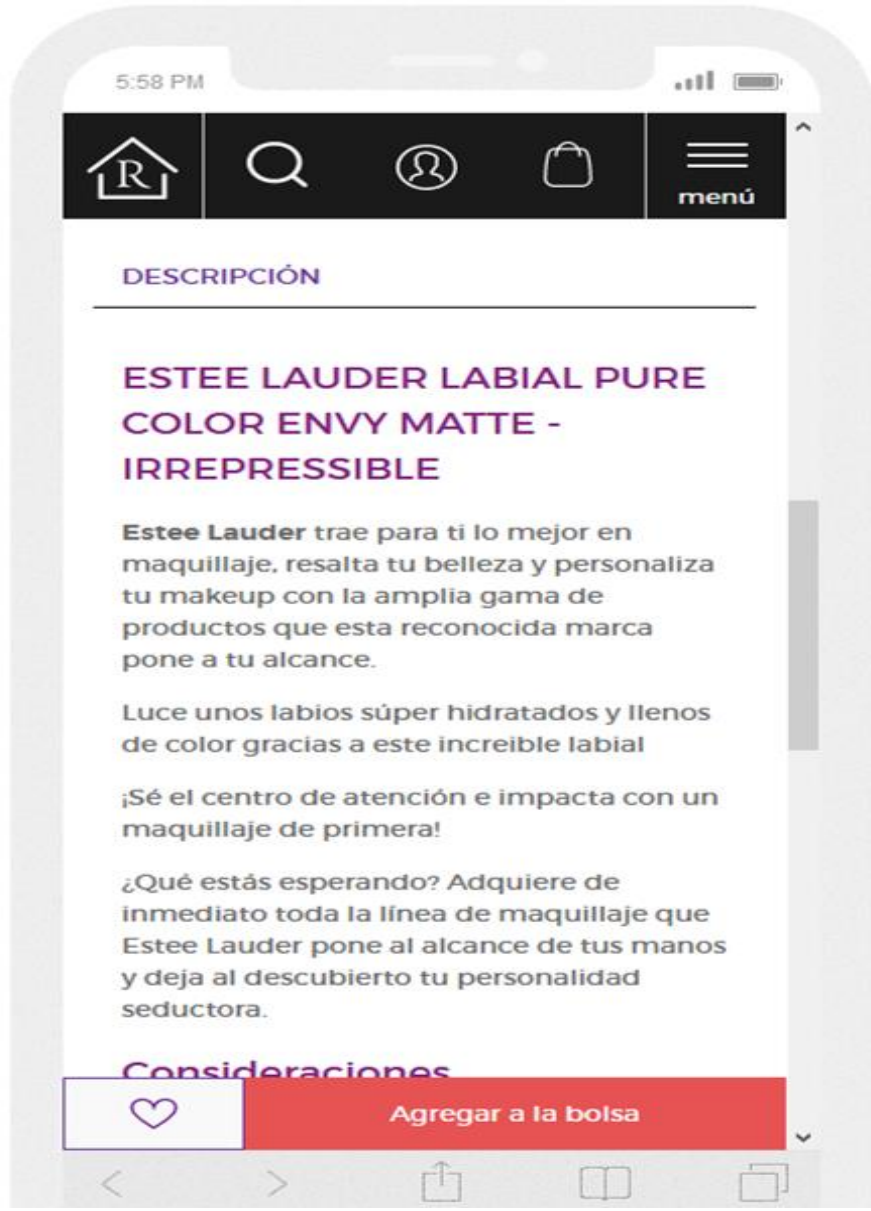 5:58 PM
R
menú
DESCRIPCIÓN
ESTEE LAUDER LABIAL PURE
COLOR ENVY MATTE -
IRREPRESSIBLE
Estee Lauder trae para ti lo mejor en
maquillaje, resalta tu belleza y personaliza
tu makeup con la amplia gama de
productos que esta reconocida marca
pone a tu alcance.
Luce unos labios súper hidratados y llenos
de color gracias a este increible labial
¡Sé el centro de atención e impacta con un
maquillaje de primera!
¿Qué estás esperando? Adquiere de
inmediato toda la línea de maquillaje que
Estee Lauder pone al alcance de tus manos
y deja al descubierto tu personalidad
seductora.
Consideraciones
Agregar a la bolsa